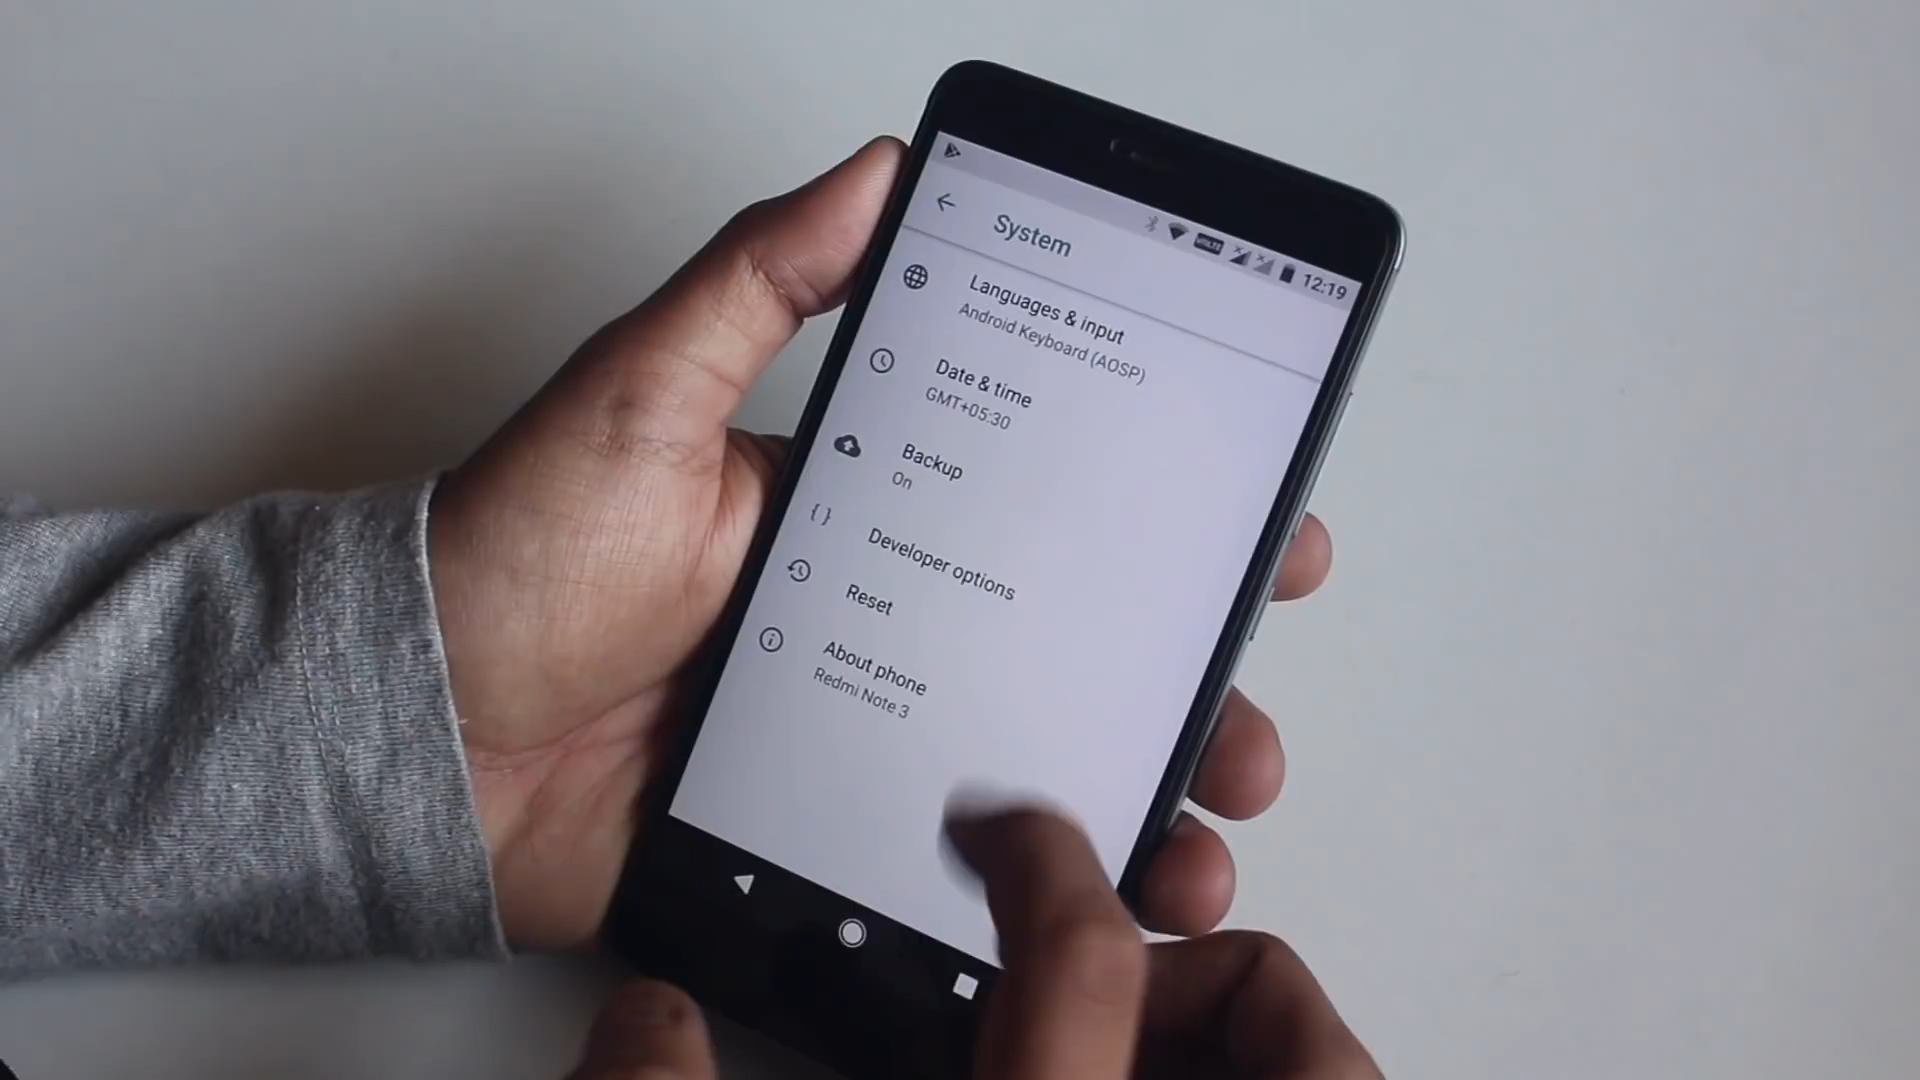 12:19
System
Languages & input
Android Keyboard (AOSP)
Date & time
GMT+05:30
Backup
On
{ } Developer options
Reset
About phone
Redmi Note 3